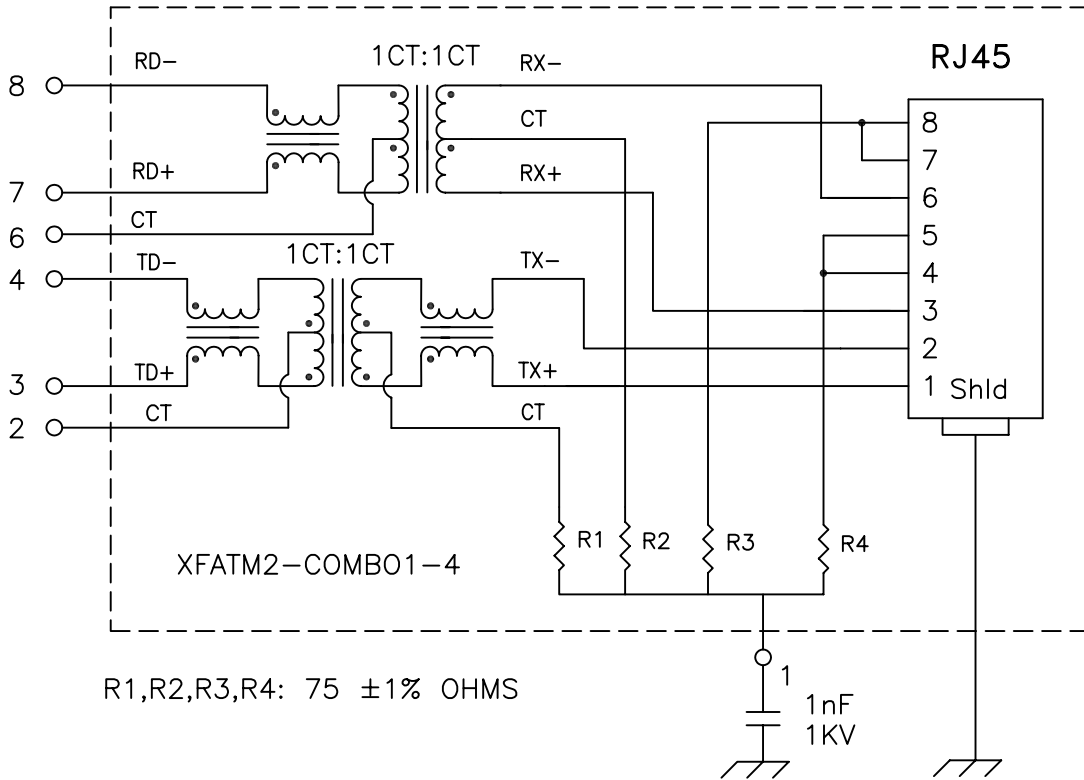 1CT:1CT
RJ45
8
RD-
RX-
CT
7
RD+
RX+
6
CT
4
TD-
1CT:1CT
TX-
3
TD+
TX+
2
CT
CT
8
7
6
5
4
3
2
1 Shld
R1
R2
R3
R4
XFATM2-COMBO1-4
R1,R2,R3,R4: 75 ±1% OHMS
1
1nF
1KV